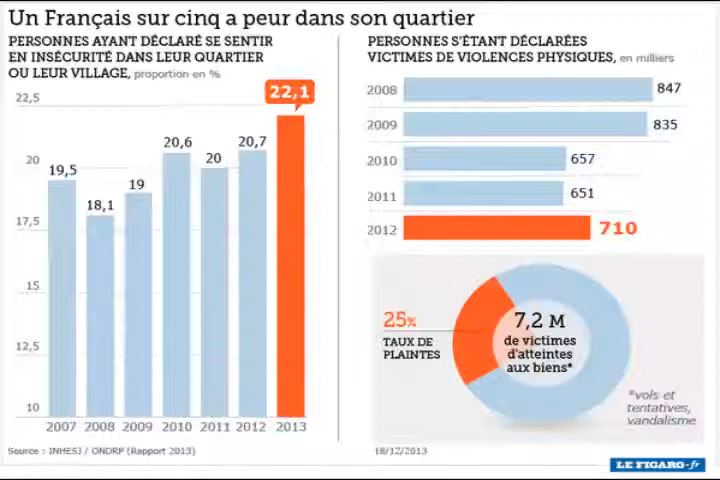 Un Français sur cinq a peur dans son quartier
PERSONNES AYANT DÉCLARÉ SE SENTIR
EN INSÉCURITÉ DANS LEUR QUARTIER
OU LEUR VILLAGE, proportion en %
22,5
20
17,5
15
12,5
10
19,5
18,1
19
20,6
20
20,7
22,1
2007
2008
2009
2010
2011
2012
2013
Source : INHESJ / ONDRP (Rapport 2013)
PERSONNES S'ÉTANT DÉCLARÉES
VICTIMES DE VIOLENCES PHYSIQUES, en milliers
2008 847
2009 835
2010 657
2011 651
2012 710
25%
TAUX DE
PLAINTES
7,2 M
de victimes
d'atteintes
aux biens*
*vols et
tentatives,
vandalisme
18/12/2013
LE FIGARO·fr